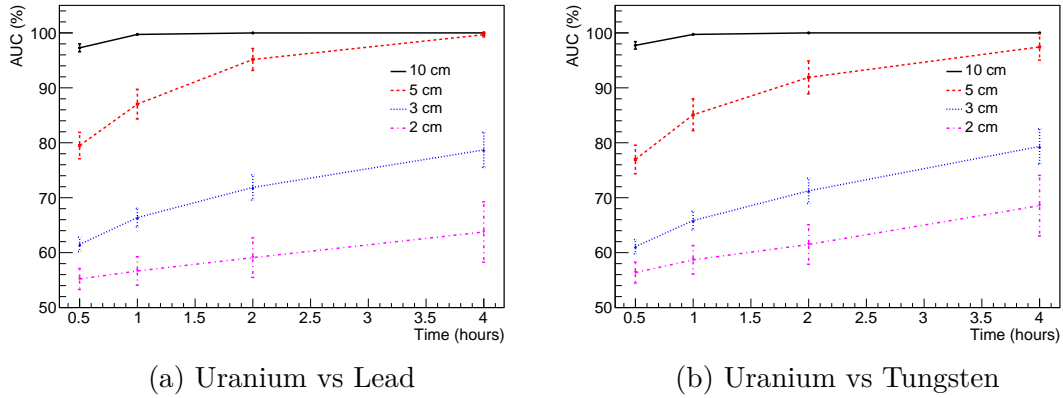 AUC (%)
100
90
80
70
60
50
10 cm
5 cm
3 cm
2 cm
0.5 1 1.5 2 2.5 3 3.5 4
Time (hours)
(a) Uranium vs Lead
AUC (%)
100
90
80
70
60
50
10 cm
5 cm
3 cm
2 cm
0.5 1 1.5 2 2.5 3 3.5 4
Time (hours)
(b) Uranium vs Tungsten